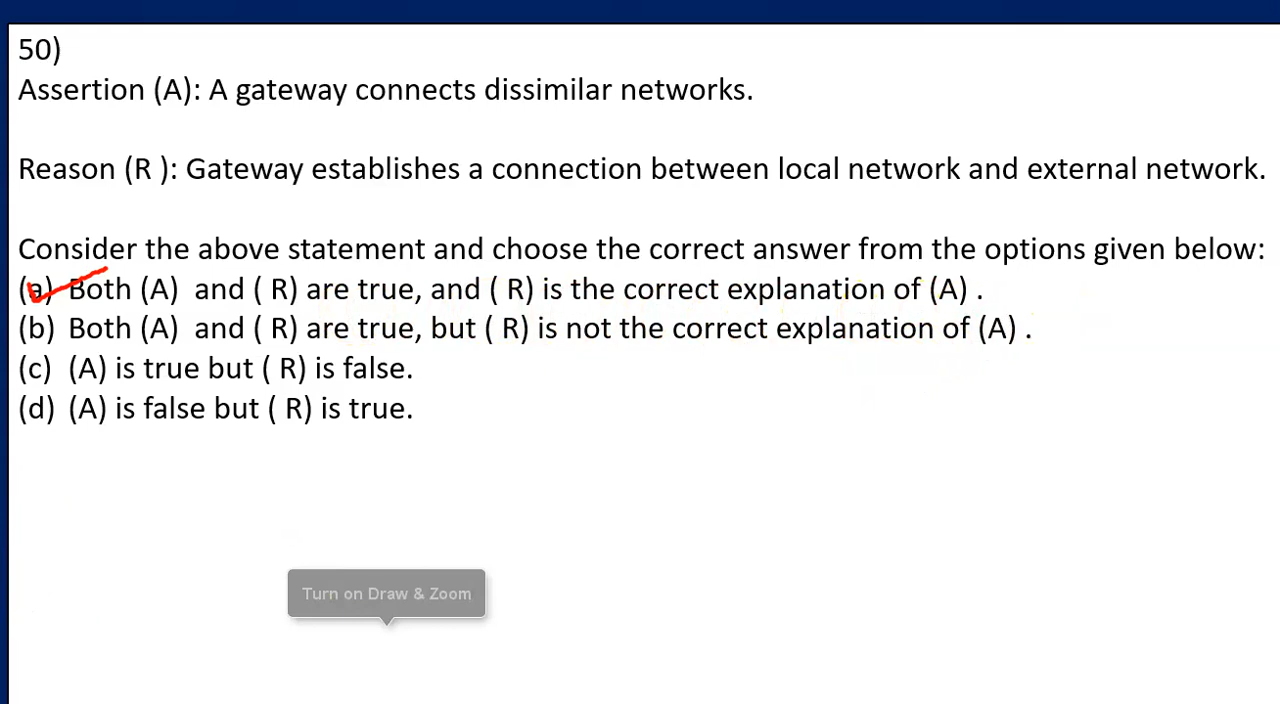 50)
Assertion (A): A gateway connects dissimilar networks.
Reason (R ): Gateway establishes a connection between local network and external network.
Consider the above statement and choose the correct answer from the options given below:
(a) Both (A) and ( R) are true, and ( R) is the correct explanation of (A) .
(b) Both (A) and ( R) are true, but ( R) is not the correct explanation of (A) .
(c) (A) is true but ( R) is false.
(d) (A) is false but ( R) is true.
Turn on Draw & Zoom